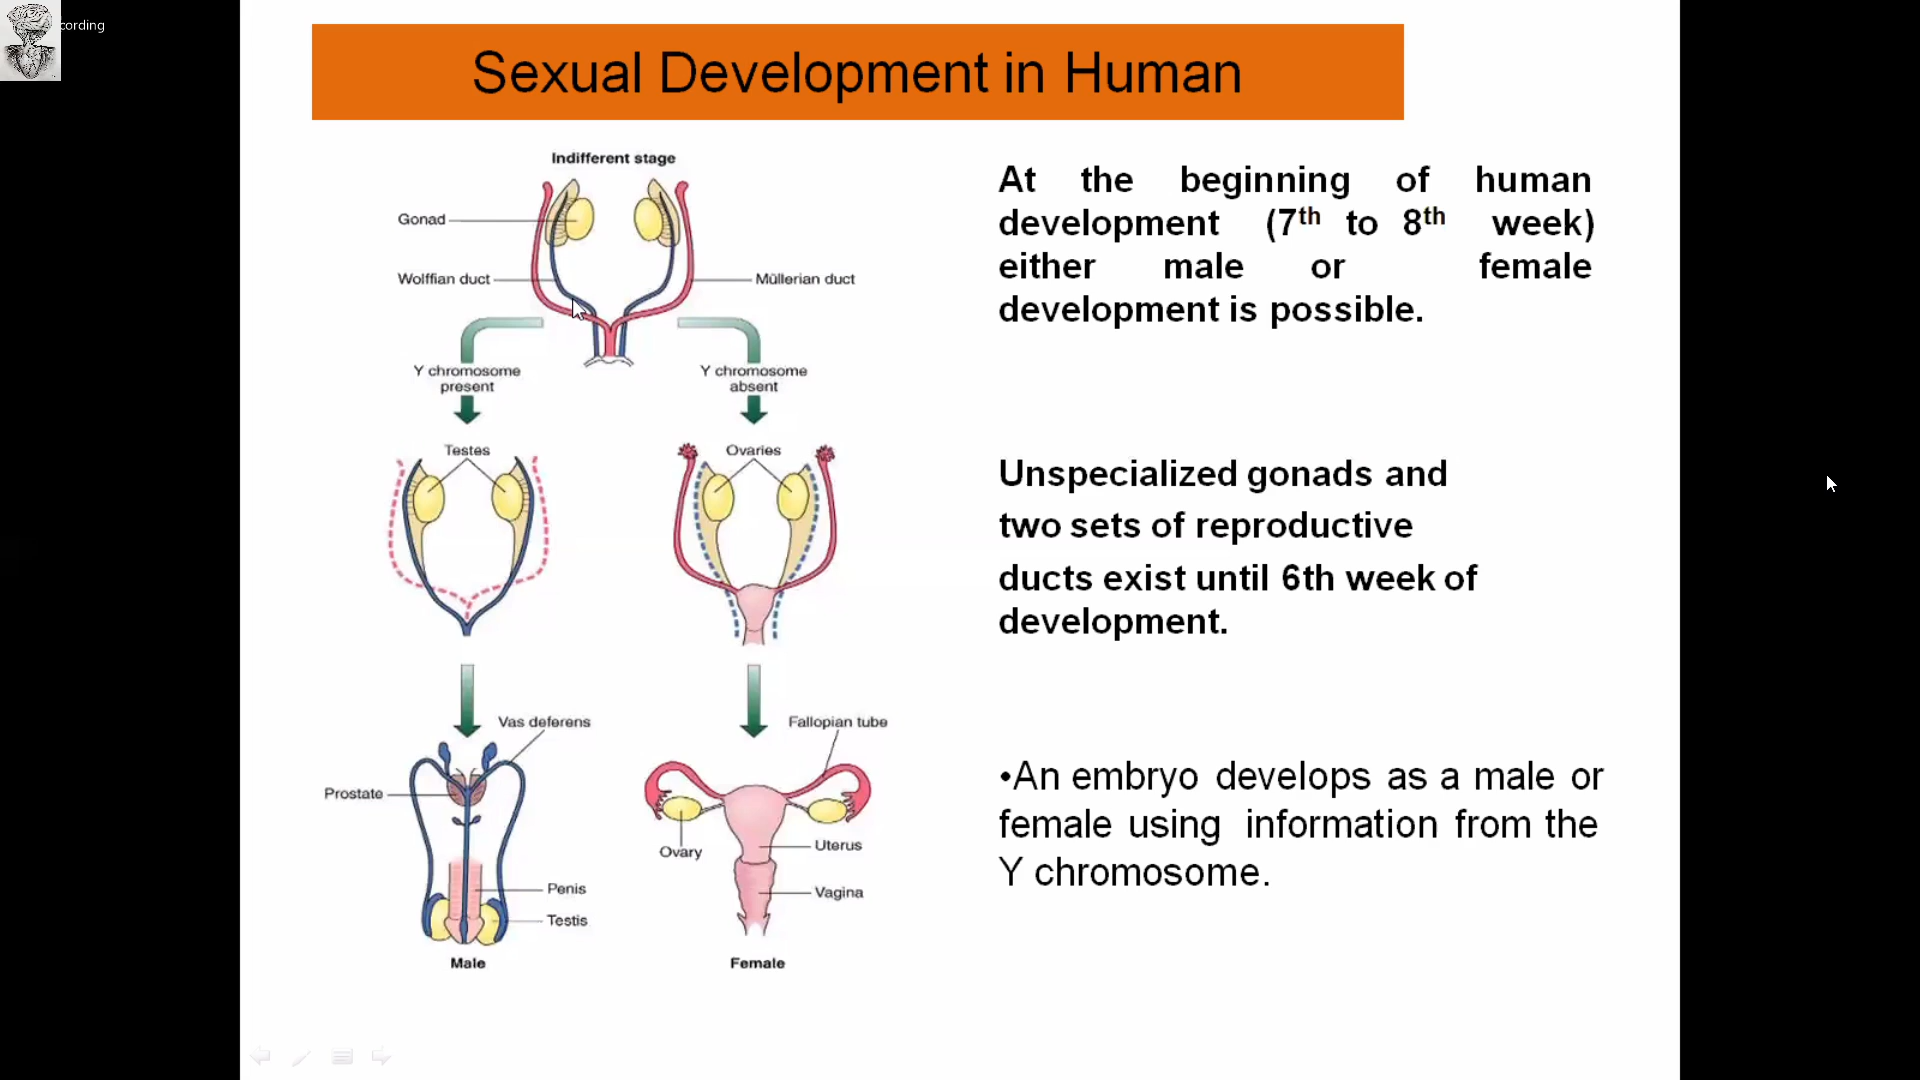 cording
Sexual Development in Human
Indifferent stage
Gonad
Wolffian duct
Müllerian duct
Y chromosome
present
Y chromosome
absent
Testes
Ovaries
Vas deferens
Fallopian tube
Prostate
Ovary
Uterus
Penis
Vagina
Testis
Male
Female
At the beginning of human
development (7th to 8th week)
either male or female
development is possible.
Unspecialized gonads and
two sets of reproductive
ducts exist until 6th week of
development.
•An embryo develops as a male or
female using information from the
Y chromosome.